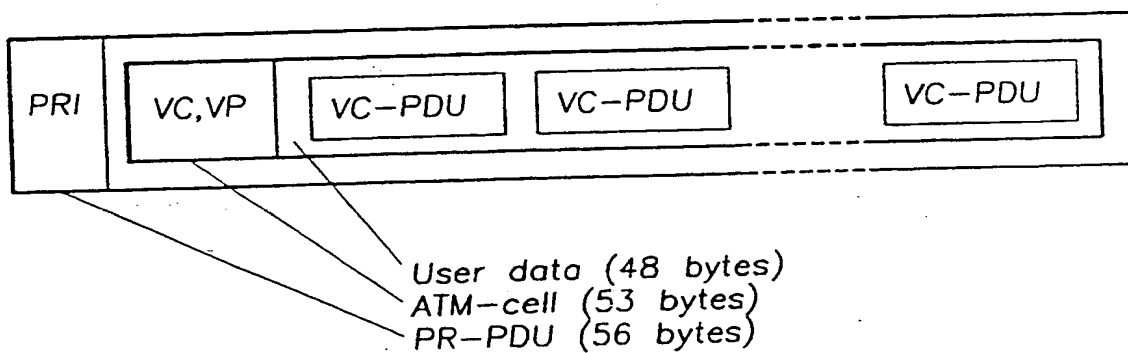 PRI VC,VP VC-PDU VC-PDU VC-PDU
User data (48 bytes)
ATM-cell (53 bytes)
PR-PDU (56 bytes)